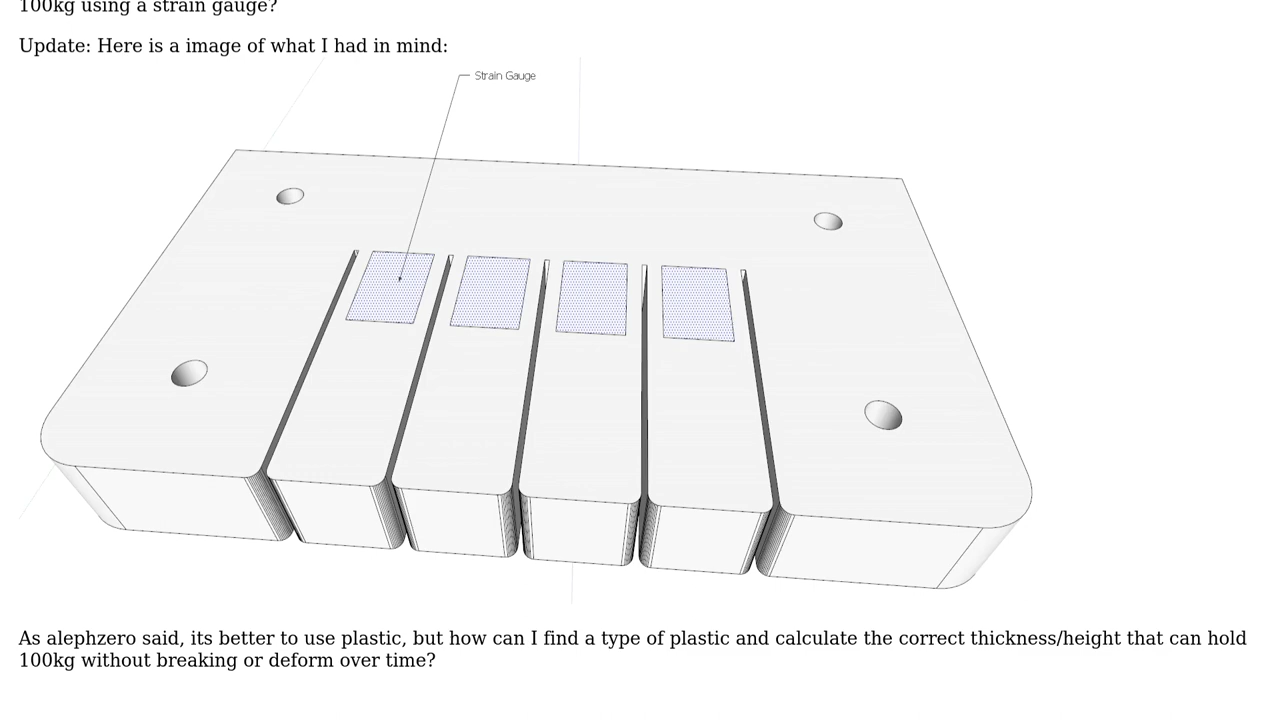 100kg using a strain gauge?
Update: Here is a image of what I had in mind:
Strain Gauge
As alephzero said, its better to use plastic, but how can I find a type of plastic and calculate the correct thickness/height that can hold
100kg without breaking or deform over time?